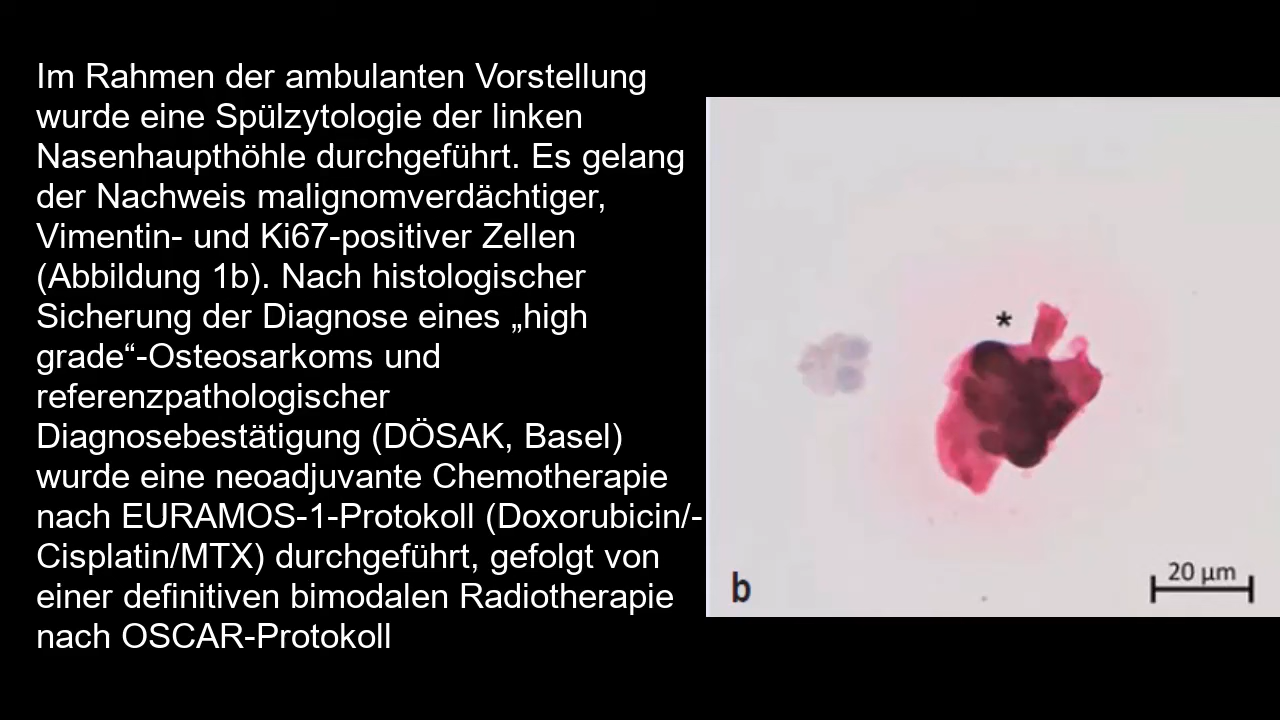 Im Rahmen der ambulanten Vorstellung
wurde eine Spülzytologie der linken
Nasenhaupthöhle durchgeführt. Es gelang
der Nachweis malignomverdächtiger,
Vimentin- und Ki67-positiver Zellen
(Abbildung 1b). Nach histologischer
Sicherung der Diagnose eines „high
grade“-Osteosarkoms und
referenzpathologischer
Diagnosebestätigung (DÖSAK, Basel)
wurde eine neoadjuvante Chemotherapie
nach EURAMOS-1-Protokoll (Doxorubicin/-
Cisplatin/MTX) durchgeführt, gefolgt von
einer definitiven bimodalen Radiotherapie
nach OSCAR-Protokoll
*
b
20 µm